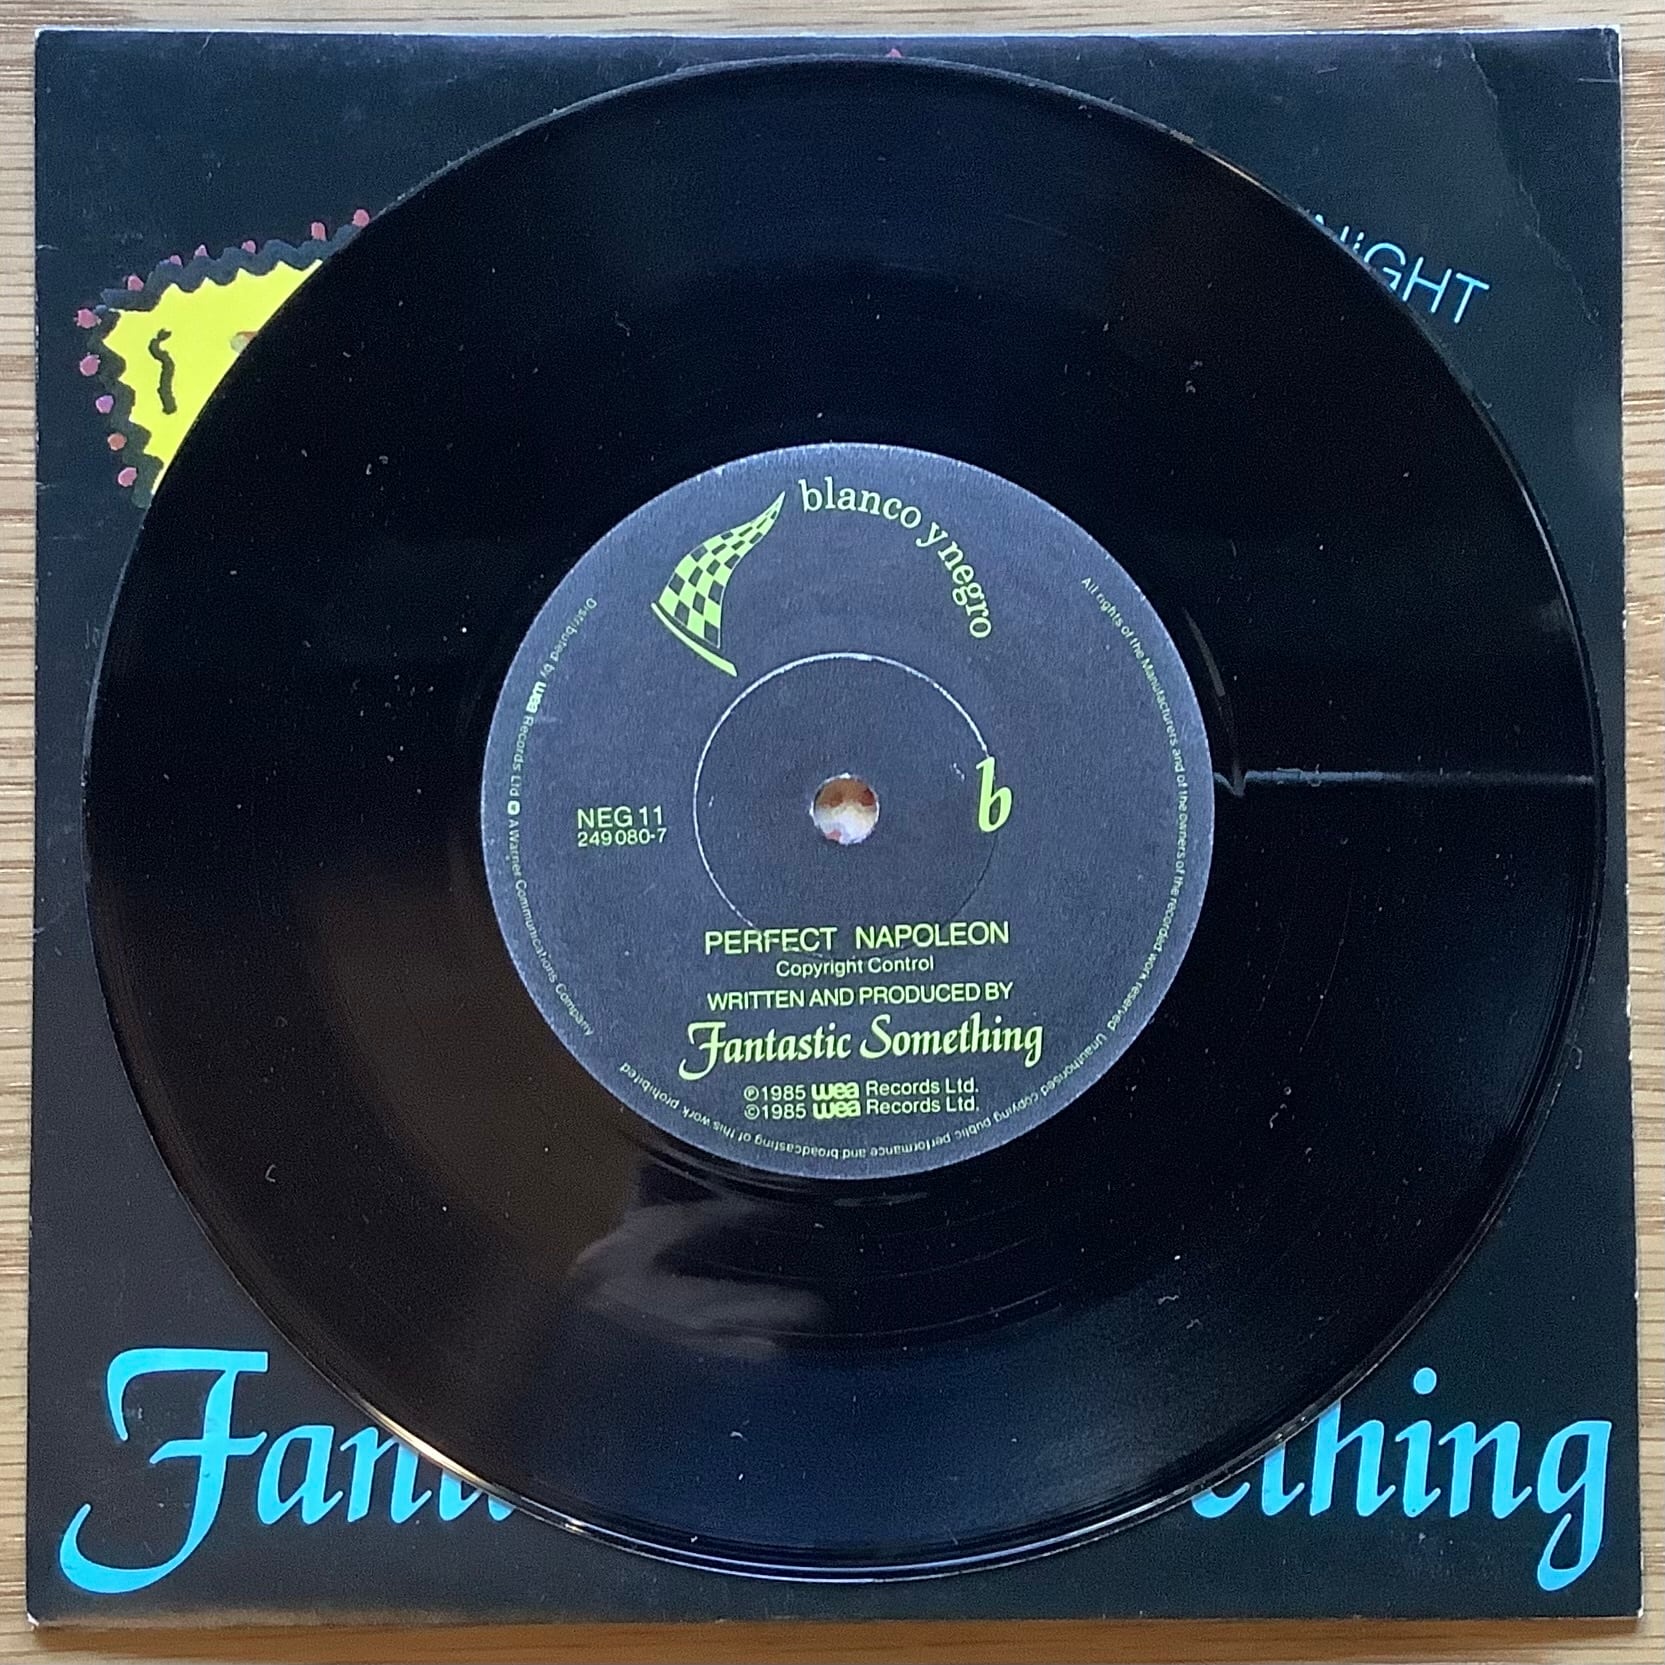 NiGHT
blanco y negro
b
NEG 11
249 080-7
PERFECT NAPOLEON
Copyright Control
WRITTEN AND PRODUCED BY
Fantastic Something
℗1985 wea Records Ltd.
©1985 wea Records Ltd.
Distributed by wea Records Ltd. A Warner Communications Company
All rights of the Manufacturers and of the owners of the recorded work reserved Unauthorised copying public performance and broadcasting of this work prohibited
Fan
thing